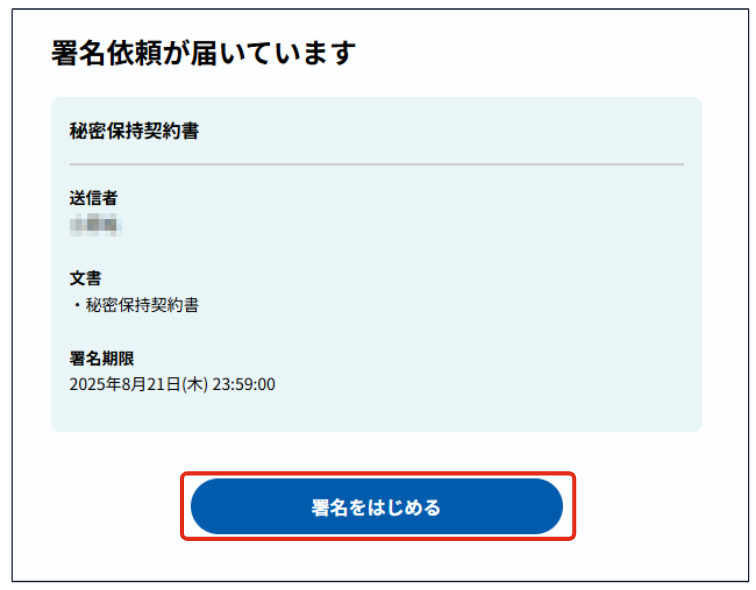 署名依頼が届いています
秘密保持契約書
送信者
文書
・秘密保持契約書
署名期限
2025年8月21日(木) 23:59:00
署名をはじめる